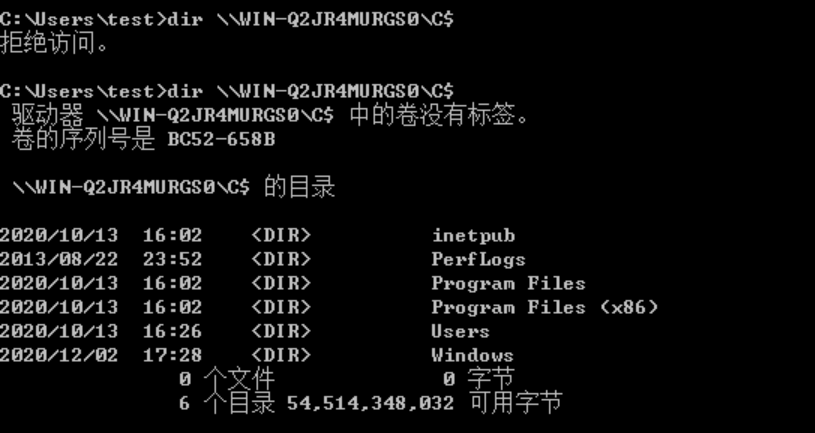 C:\Users\test>dir \\WIN-Q2JR4MURGS0\C$
拒绝访问。
C:\Users\test>dir \\WIN-Q2JR4MURGS0\C$
驱动器 \\WIN-Q2JR4MURGS0\C$ 中的卷没有标签。
卷的序列号是 BC52-658B
\\WIN-Q2JR4MURGS0\C$ 的目录
2020/10/13  16:02    <DIR>          inetpub
2013/08/22  23:52    <DIR>          PerfLogs
2020/10/13  16:02    <DIR>          Program Files
2020/10/13  16:02    <DIR>          Program Files (x86)
2020/10/13  16:26    <DIR>          Users
2020/12/02  17:28    <DIR>          Windows
0 个文件              0 字节
6 个目录 54,514,348,032 可用字节